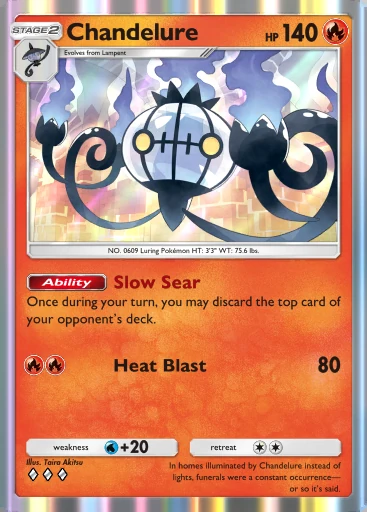 STAGE 2 Chandelure HP 140
Evolves from Lampent
NO. 0609 Luring Pokémon HT: 3'3" WT: 75.6 lbs.
Ability Slow Sear
Once during your turn, you may discard the top card of
your opponent's deck.
Heat Blast 80
weakness +20 retreat
Illus. Taira Akitsu
In homes illuminated by Chandelure instead of
lights, funerals were a constant occurrence—
or so it's said.